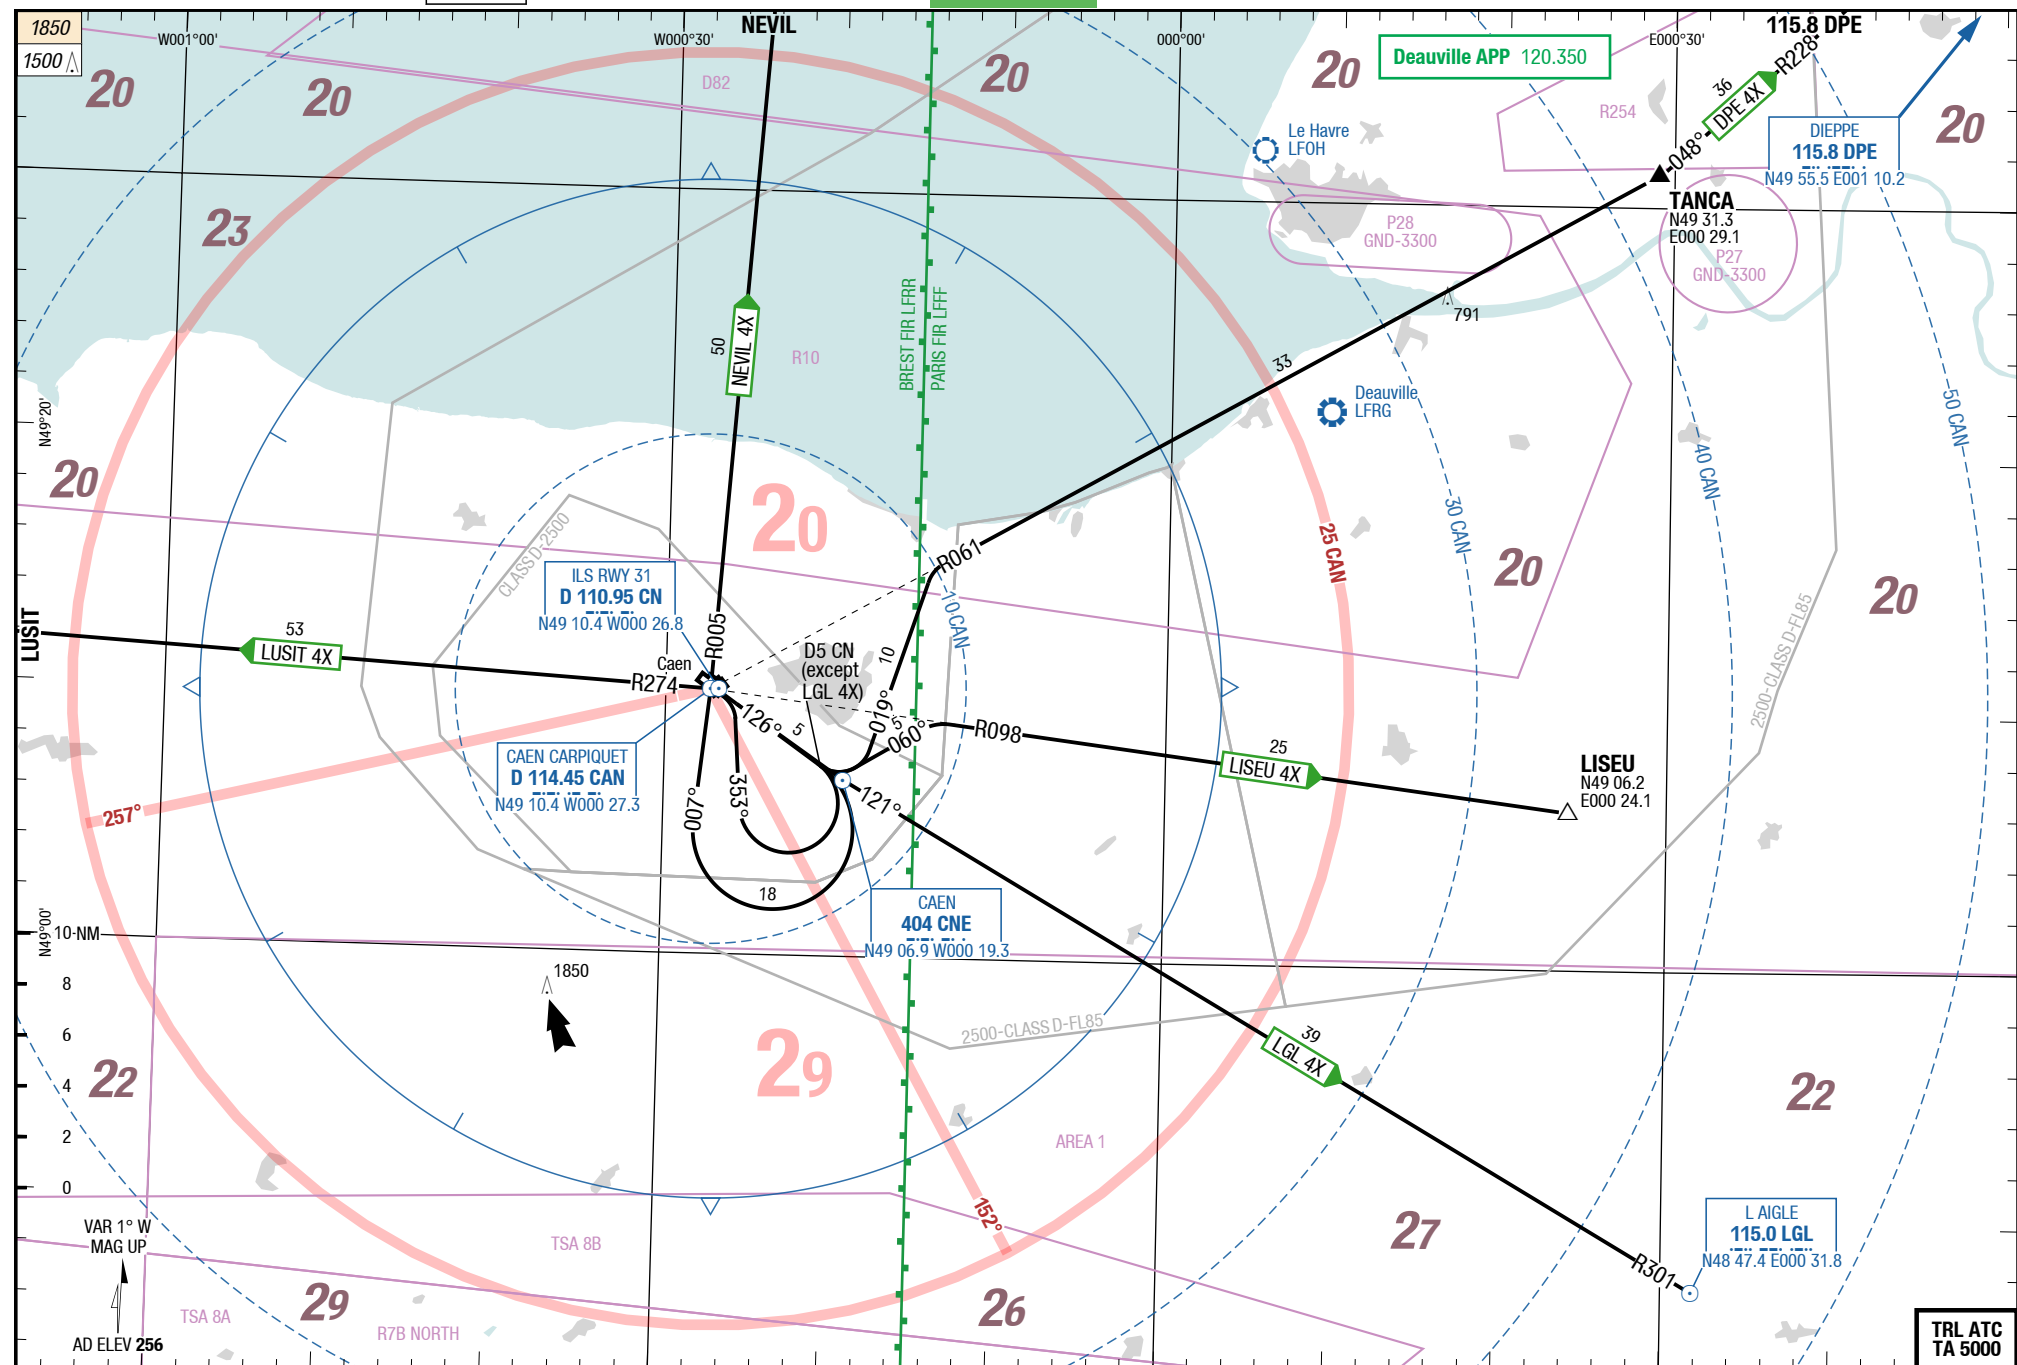 1850
1500
W001°00'
W000°30'
NEVIL
000°00'
Deauville APP 120.350
E000°30'
115.8 DPE
R228°
36
DPE 4X
048°
DIEPPE
115.8 DPE
N49 55.5 E001 10.2
20
20
D82
20
20
R254
20
Le Havre
LFOH
TANCA
N49 31.3
E000 29.1
P28
GND-3300
P27
GND-3300
23
791
BREST FIR LFRR
PARIS FIR LFFF
50
NEVIL 4X
R10
33
Deauville
LFRG
N49°20'
50 CAN
40 CAN
30 CAN
25 CAN
10 CAN
20
20
CLASS D-2500
20
20
R061
ILS RWY 31
D 110.95 CN
N49 10.4 W000 26.8
LUSIT
53
LUSIT 4X
R274
Caen
R005
D5 CN
(except
LGL 4X)
10
019°
5
060°
R098
126°
5
2500-CLASS D-FL85
25
LISEU 4X
LISEU
N49 06.2
E000 24.1
CAEN CARPIQUET
D 114.45 CAN
N49 10.4 W000 27.3
007°
353°
121°
257°
18
CAEN
404 CNE
N49 06.9 W000 19.3
N49°00'
10-NM
8
6
4
2
0
1850
2500-CLASS D-FL85
29
39
LGL 4X
22
22
AREA 1
152°
27
L AIGLE
115.0 LGL
N48 47.4 E000 31.8
R301
VAR 1° W
MAG UP
TSA 8B
TSA 8A
29
R7B NORTH
26
AD ELEV 256
TRL ATC
TA 5000